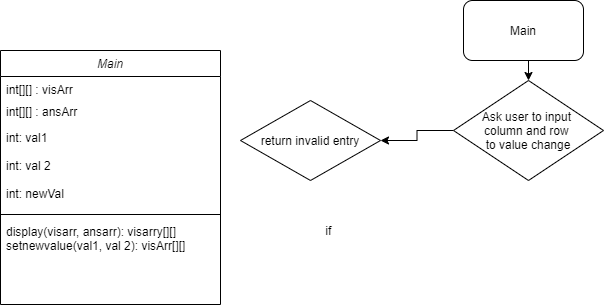 Main
int[][] : visArr
int[][] : ansArr
int: val1
int: val 2
int: newVal
display(visarr, ansarr): visarry[][]
setnewvalue(val1, val 2): visArr[][]
Main
Ask user to input
column and row
to value change
return invalid entry
if